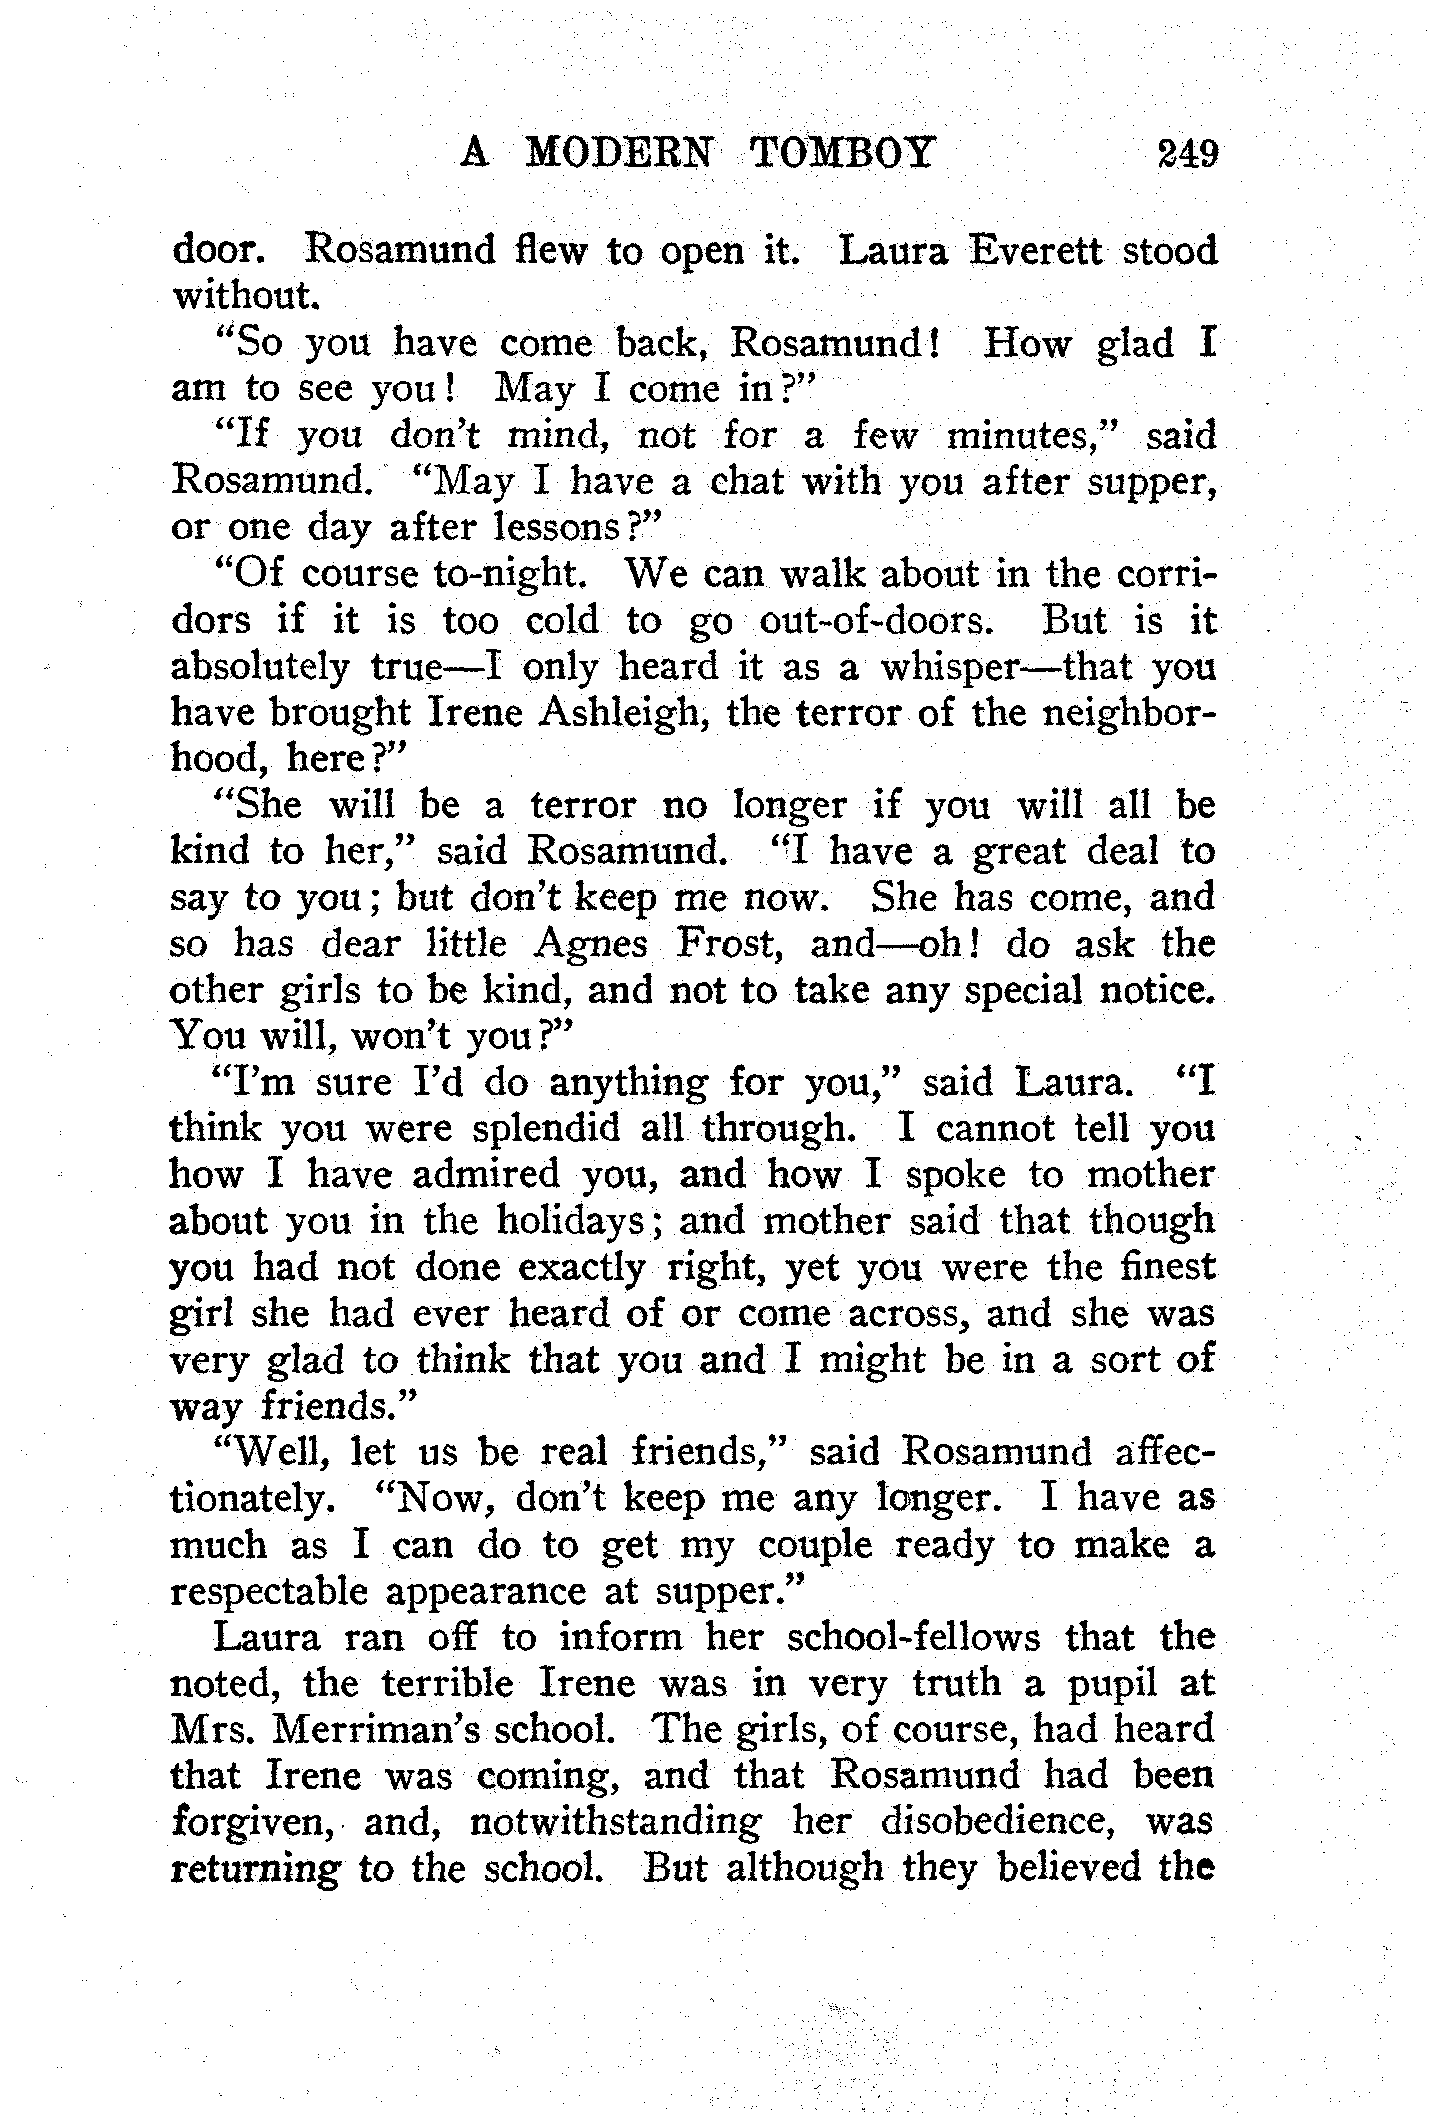 A MODERN TOMBOY 249
door. Rosamund flew to open it. Laura Everett stood
without.
“So you have come back, Rosamund! How glad I
am to see you! May I come in?”
“If you don’t mind, not for a few minutes,” said
Rosamund. “May I have a chat with you after supper,
or one day after lessons?”
“Of course to-night. We can walk about in the corri-
dors if it is too cold to go out-of-doors. But is it
absolutely true—I only heard it as a whisper—that you
have brought Irene Ashleigh, the terror of the neighbor-
hood, here?”
“She will be a terror no longer if you will all be
kind to her,” said Rosamund. “I have a great deal to
say to you; but don’t keep me now. She has come, and
so has dear little Agnes Frost, and—oh! do ask the
other girls to be kind, and not to take any special notice.
You will, won’t you?”
“I’m sure I’d do anything for you,” said Laura. “I
think you were splendid all through. I cannot tell you
how I have admired you, and how I spoke to mother
about you in the holidays; and mother said that though
you had not done exactly right, yet you were the finest
girl she had ever heard of or come across, and she was
very glad to think that you and I might be in a sort of
way friends.”
“Well, let us be real friends,” said Rosamund affec-
tionately. “Now, don’t keep me any longer. I have as
much as I can do to get my couple ready to make a
respectable appearance at supper.”
Laura ran off to inform her school-fellows that the
noted, the terrible Irene was in very truth a pupil at
Mrs. Merriman’s school. The girls, of course, had heard
that Irene was coming, and that Rosamund had been
forgiven, and, notwithstanding her disobedience, was
returning to the school. But although they believed the